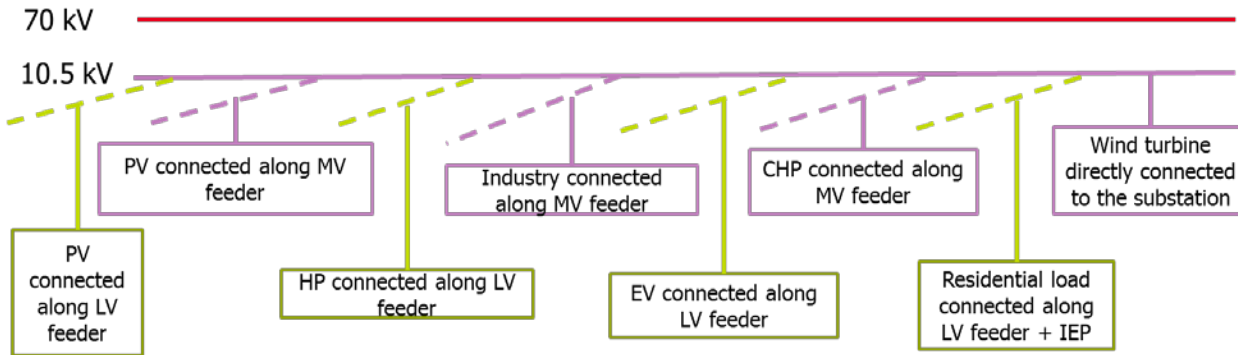 70 kV
10.5 kV
PV connected along MV
feeder
Industry connected
along MV feeder
CHP connected along
MV feeder
Wind turbine
directly connected
to the substation
PV
connected
along LV
feeder
HP connected along LV
feeder
EV connected along
LV feeder
Residential load
connected along
LV feeder + IEP